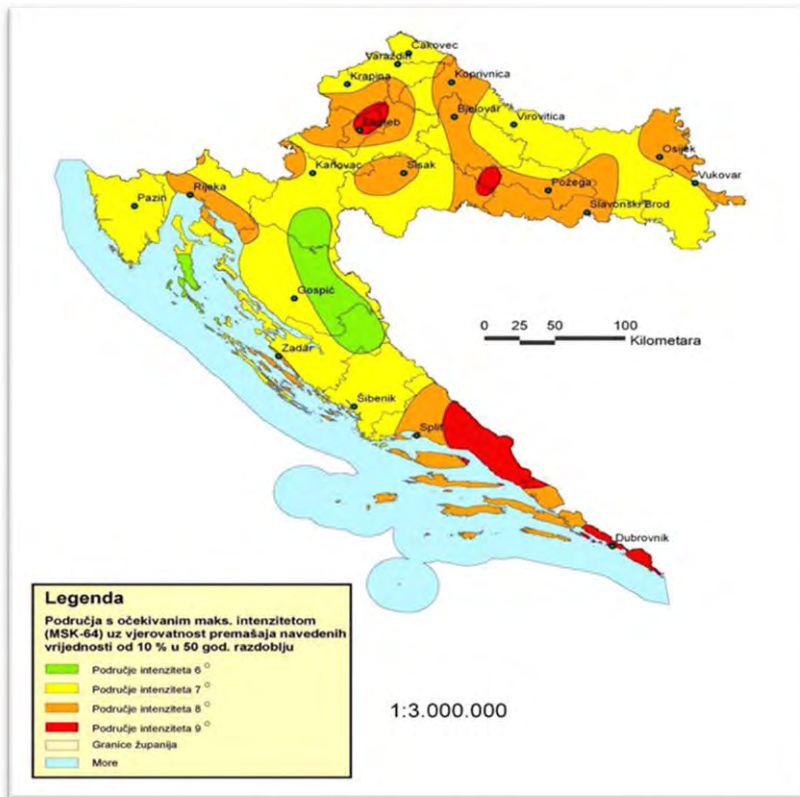 Čakovec
Varaždin
Krapina
Koprivnica
Zagreb
Bjelovar
Virovitica
Osijek
Karlovac
Sisak
Vukovar
Pazin
Rijeka
Požega
Slavonski Brod
Gospić
0 25 50 100
Kilometara
Zadar
Šibenik
Split
Dubrovnik
Legenda
Područja s očekivanim maks. intenzitetom
(MSK-64) uz vjerovatnost premašaja navedenih
vrijednosti od 10 % u 50 god. razdoblju
Područje intenziteta 6 °
Područje intenziteta 7 °
Područje intenziteta 8 °
Područje intenziteta 9 °
Granice županija
More
1:3.000.000